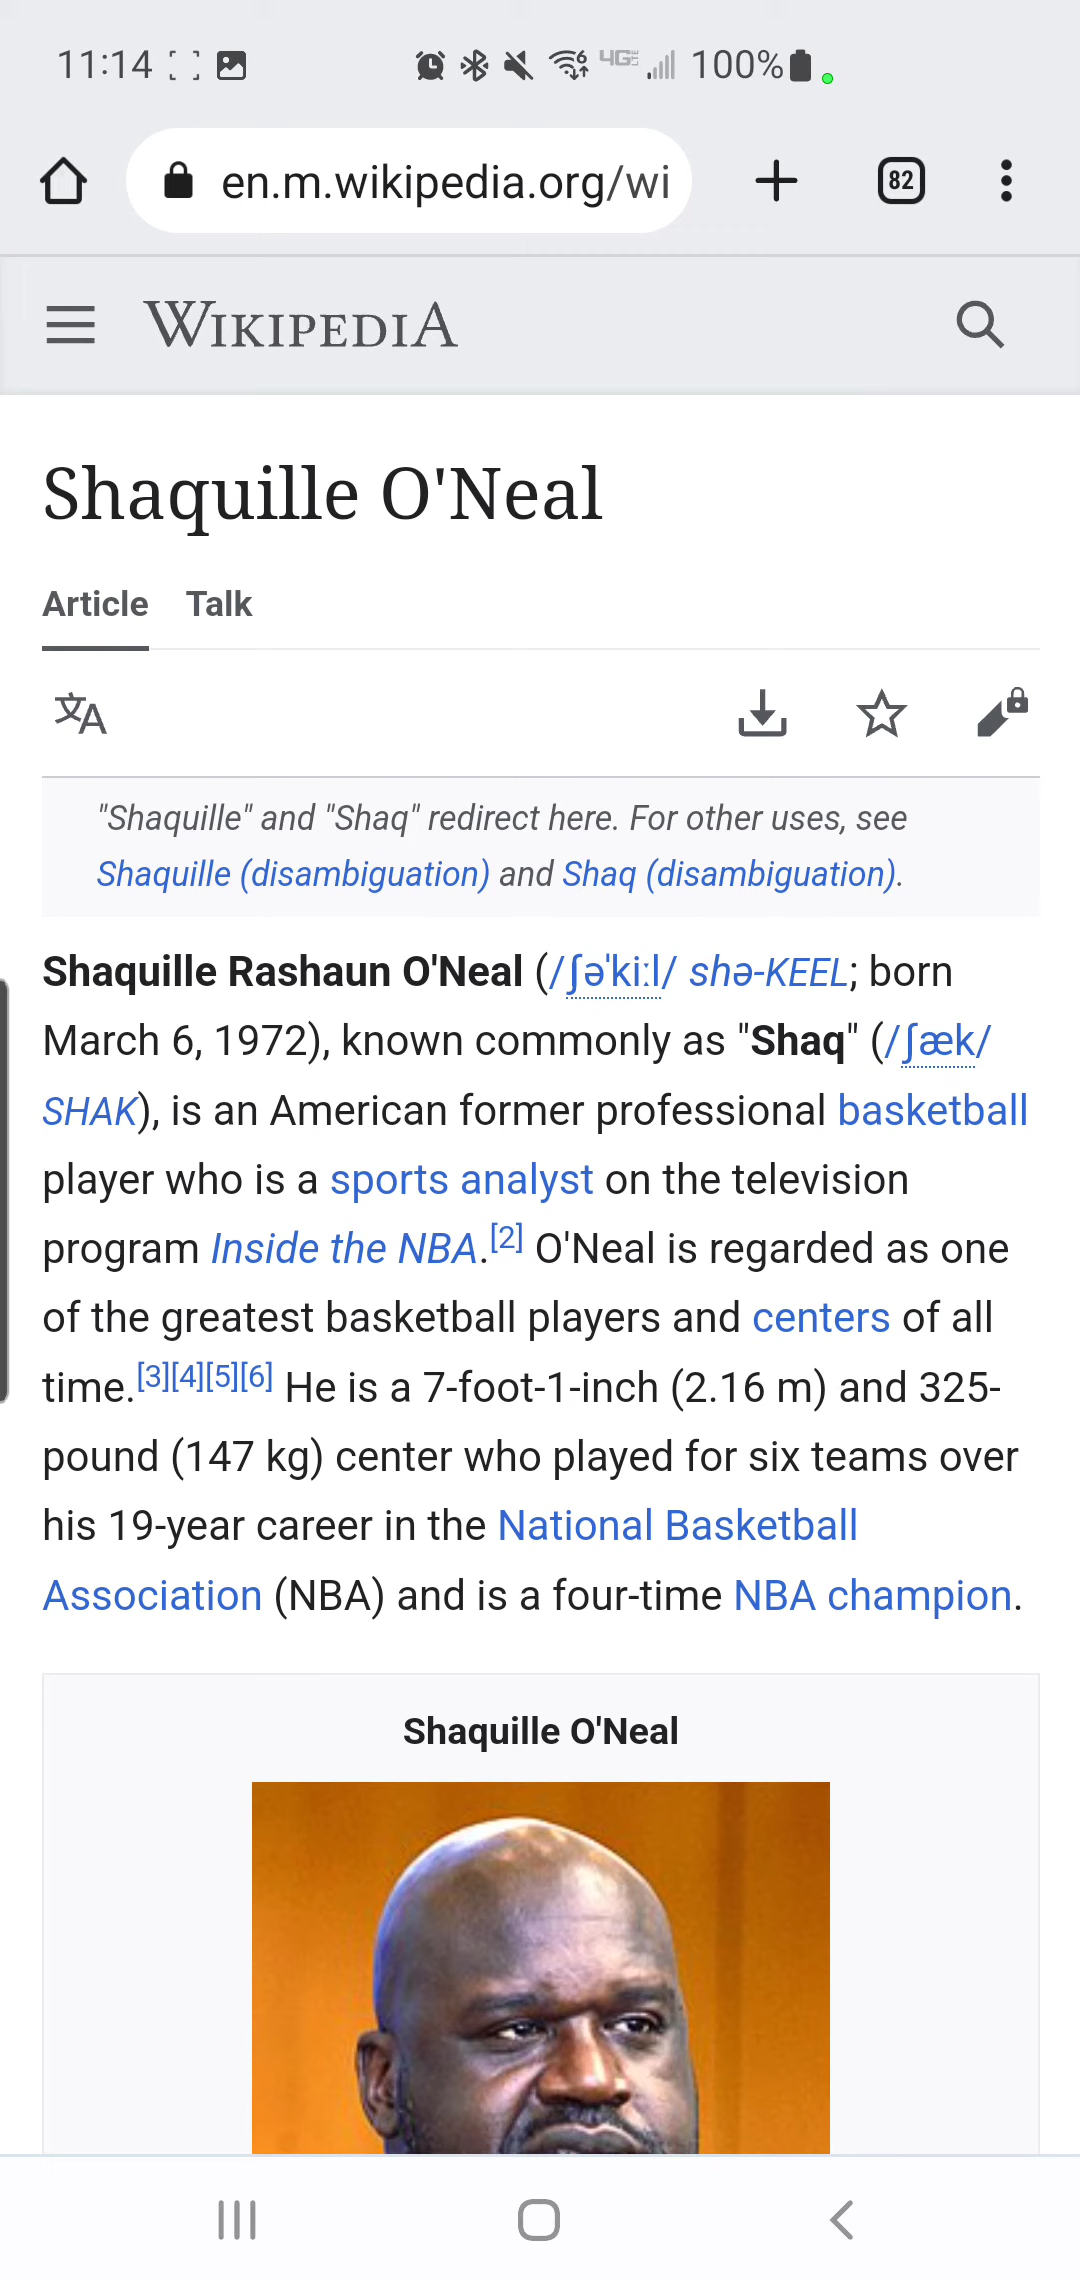 11:14 6 4GE 100%
en.m.wikipedia.org/wi 82
WIKIPEDIA
Shaquille O'Neal
Article Talk
文A
"Shaquille" and "Shaq" redirect here. For other uses, see
Shaquille (disambiguation) and Shaq (disambiguation).
Shaquille Rashaun O'Neal (/ʃəˈkiːl/ shə-KEEL; born
March 6, 1972), known commonly as "Shaq" (/ʃæk/
SHAK), is an American former professional basketball
player who is a sports analyst on the television
program Inside the NBA.[2] O'Neal is regarded as one
of the greatest basketball players and centers of all
time.[3][4][5][6] He is a 7-foot-1-inch (2.16 m) and 325-
pound (147 kg) center who played for six teams over
his 19-year career in the National Basketball
Association (NBA) and is a four-time NBA champion.
Shaquille O'Neal